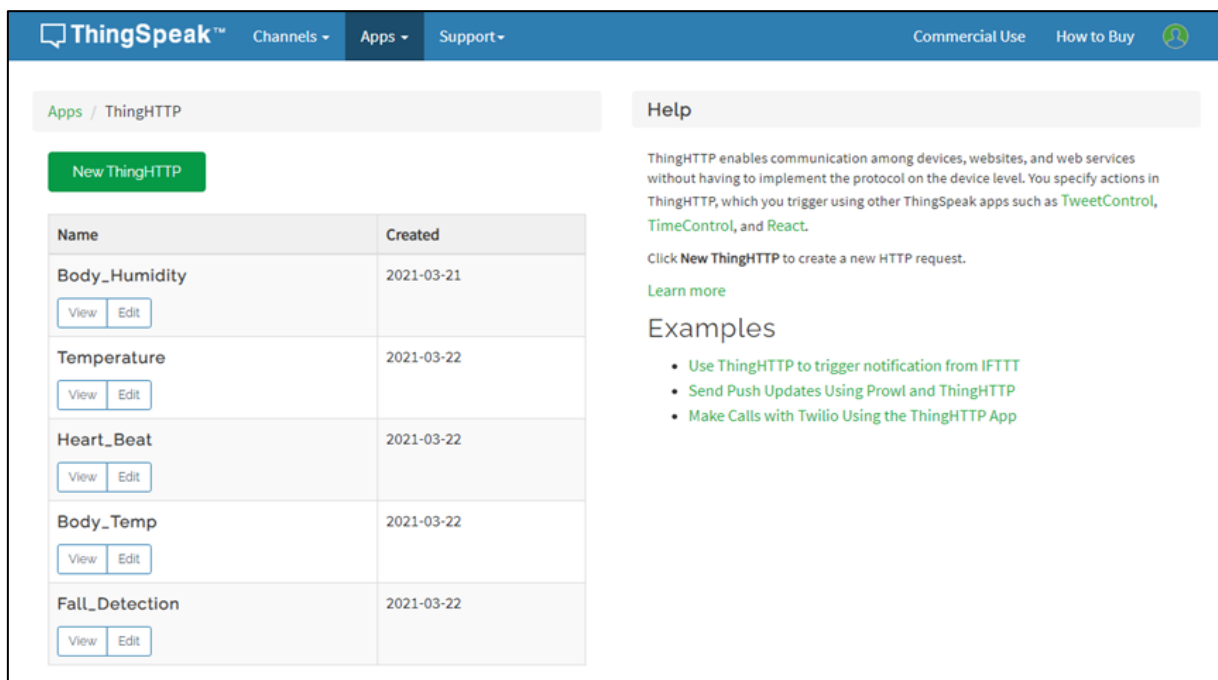 ThingSpeak™ Channels Apps Support Commercial Use How to Buy
Apps / ThingHTTP
New ThingHTTP
Name Created
Body_Humidity 2021-03-21
View Edit
Temperature 2021-03-22
View Edit
Heart_Beat 2021-03-22
View Edit
Body_Temp 2021-03-22
View Edit
Fall_Detection 2021-03-22
View Edit
Help
ThingHTTP enables communication among devices, websites, and web services
without having to implement the protocol on the device level. You specify actions in
ThingHTTP, which you trigger using other ThingSpeak apps such as TweetControl,
TimeControl, and React.
Click New ThingHTTP to create a new HTTP request.
Learn more
Examples
• Use ThingHTTP to trigger notification from IFTTT
• Send Push Updates Using Prowl and ThingHTTP
• Make Calls with Twilio Using the ThingHTTP App